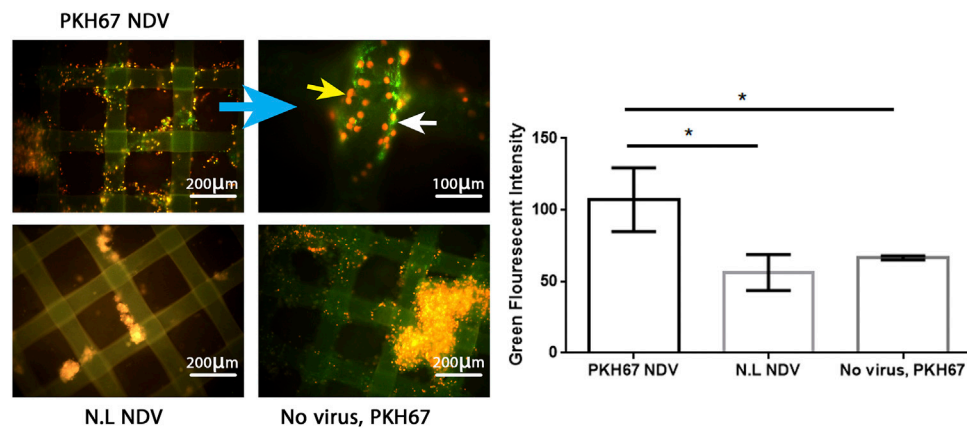 PKH67 NDV
200µm
100µm
200µm
200µm
N.L NDV
No virus, PKH67
*
*
Green Flouresecent Intensity
150
100
50
0
PKH67 NDV
N.L NDV
No virus, PKH67